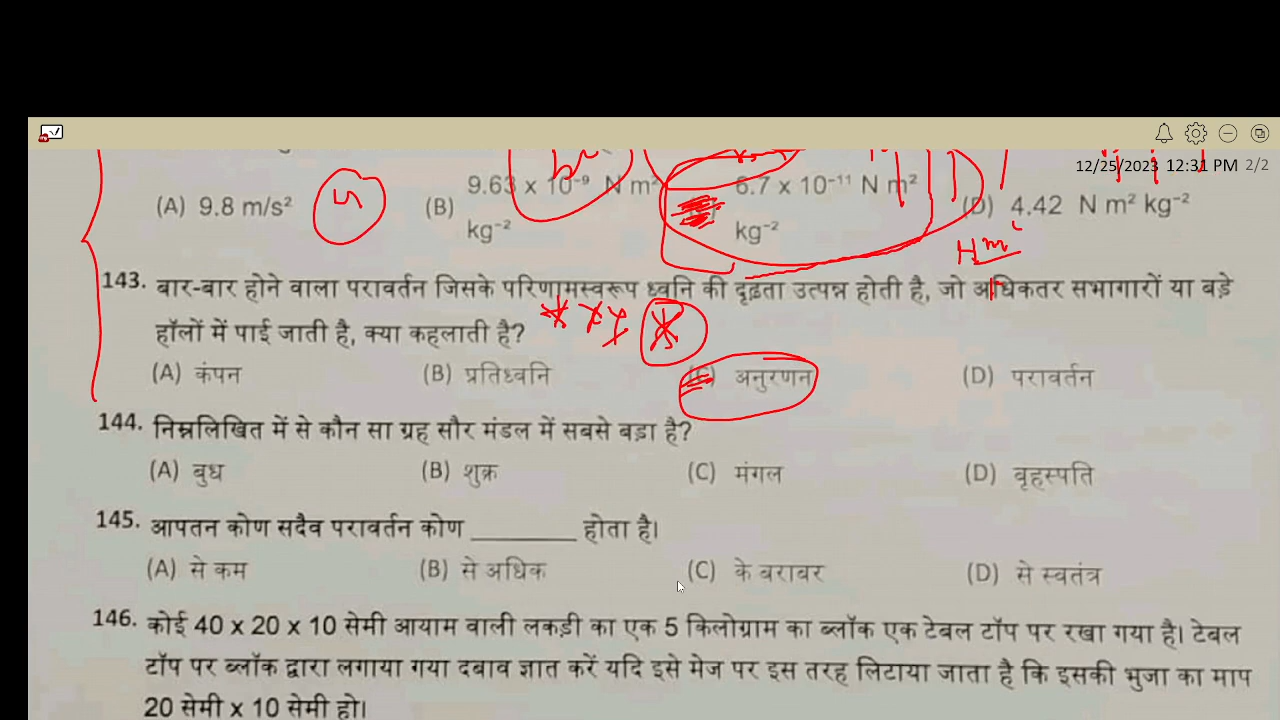 12/25/2023 12:31 PM 2/2
(A) 9.8 m/s² (B) 9.63 x 10⁻⁹ N m² kg⁻² 6.7 x 10⁻¹¹ N m² kg⁻² (D) 4.42 N m² kg⁻²
143. बार-बार होने वाला परावर्तन जिसके परिणामस्वरूप ध्वनि की दृढ़ता उत्पन्न होती है, जो अधिकतर सभागारों या बड़े
हॉलों में पाई जाती है, क्या कहलाती है?
(A) कंपन (B) प्रतिध्वनि (C) अनुरणन (D) परावर्तन
144. निम्नलिखित में से कौन सा ग्रह सौर मंडल में सबसे बड़ा है?
(A) बुध (B) शुक्र (C) मंगल (D) बृहस्पति
145. आपतन कोण सदैव परावर्तन कोण ________ होता है।
(A) से कम (B) से अधिक (C) के बराबर (D) से स्वतंत्र
146. कोई 40 x 20 x 10 सेमी आयाम वाली लकड़ी का एक 5 किलोग्राम का ब्लॉक एक टेबल टॉप पर रखा गया है। टेबल
टॉप पर ब्लॉक द्वारा लगाया गया दबाव ज्ञात करें यदि इसे मेज पर इस तरह लिटाया जाता है कि इसकी भुजा का माप
20 सेमी x 10 सेमी हो।